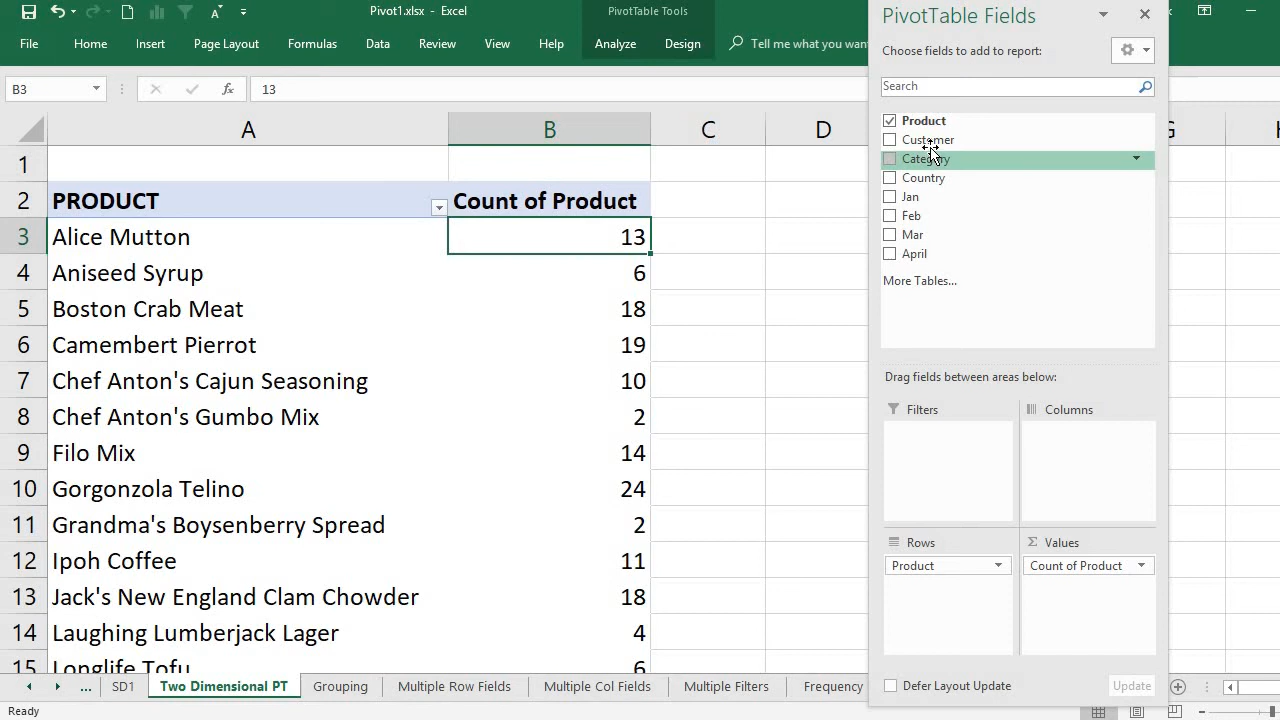 Pivot1.xlsx - Excel
PivotTable Tools
File Home Insert Page Layout Formulas Data Review View Help Analyze Design Tell me what you wan
B3 fx 13
A B C D G
1
2 PRODUCT Count of Product
3 Alice Mutton 13
4 Aniseed Syrup 6
5 Boston Crab Meat 18
6 Camembert Pierrot 19
7 Chef Anton's Cajun Seasoning 10
8 Chef Anton's Gumbo Mix 2
9 Filo Mix 14
10 Gorgonzola Telino 24
11 Grandma's Boysenberry Spread 2
12 Ipoh Coffee 11
13 Jack's New England Clam Chowder 18
14 Laughing Lumberjack Lager 4
15 Longlife Tofu 6
PivotTable Fields
Choose fields to add to report:
Search
Product
Customer
Category
Country
Jan
Feb
Mar
April
More Tables...
Drag fields between areas below:
Filters Columns
Rows Values
Product Count of Product
Defer Layout Update Update
... SD1 Two Dimensional PT Grouping Multiple Row Fields Multiple Col Fields Multiple Filters Frequency
Ready